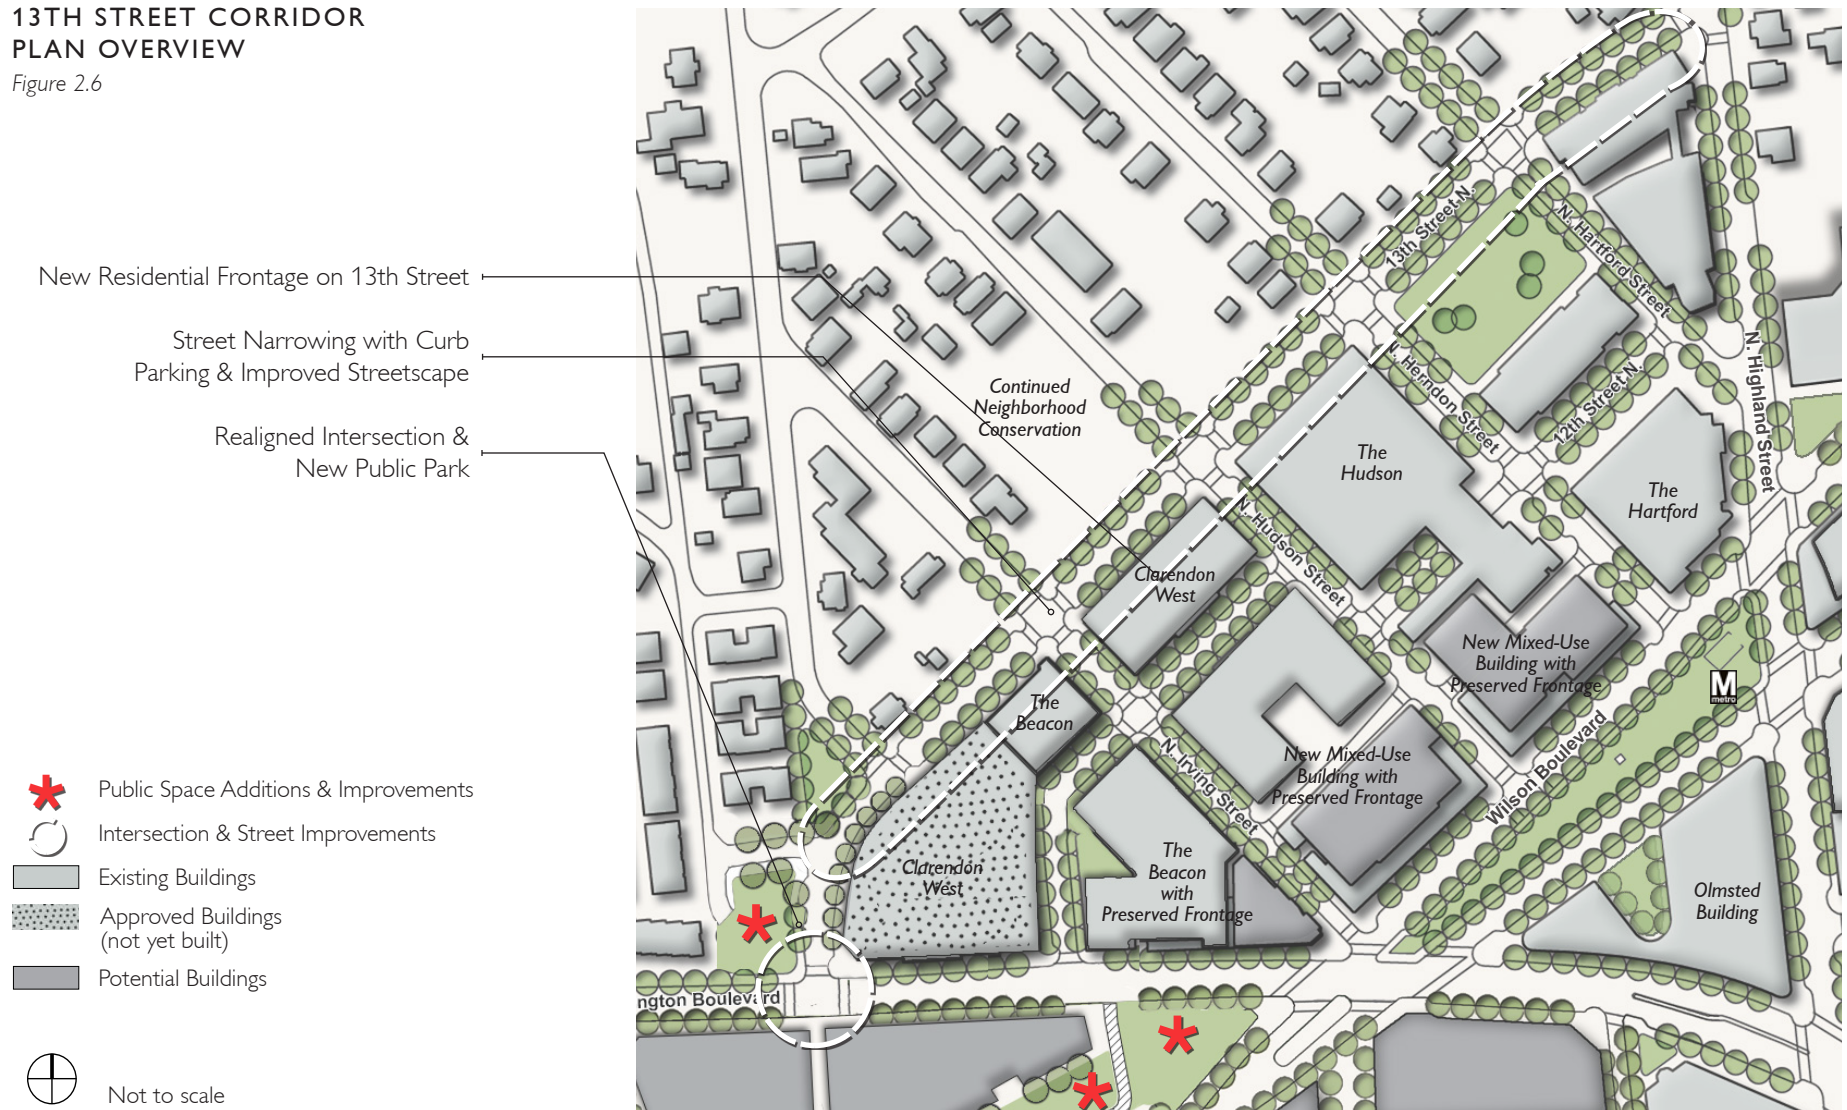 13TH STREET CORRIDOR
PLAN OVERVIEW
Figure 2.6
New Residential Frontage on 13th Street
Street Narrowing with Curb
Parking & Improved Streetscape
Realigned Intersection &
New Public Park
Public Space Additions & Improvements
Intersection & Street Improvements
Existing Buildings
Approved Buildings
(not yet built)
Potential Buildings
Not to scale
13th Street N.
N. Hartford Street
N. Herndon Street
12th Street N.
N. Highland Street
Continued
Neighborhood
Conservation
The
Hudson
The
Hartford
N. Hudson Street
Clarendon
West
New Mixed-Use
Building with
Preserved Frontage
M
metro
The
Beacon
N. Irving Street
New Mixed-Use
Building with
Preserved Frontage
Wilson Boulevard
Clarendon
West
The
Beacon
with
Preserved Frontage
Olmsted
Building
ngton Boulevard